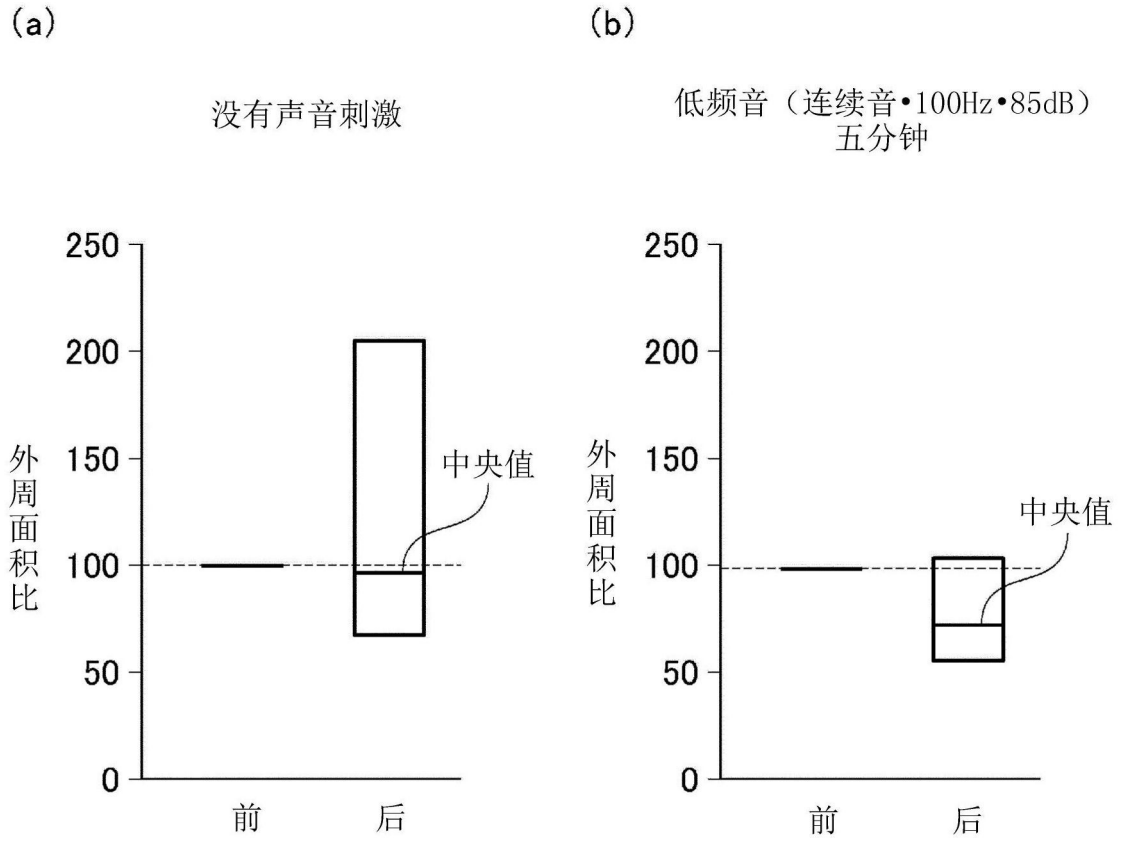 (a)
没有声音刺激
250
200
150
100
50
0
外周面积比
中央值
前
后
(b)
低频音（连续音•100Hz•85dB）
五分钟
250
200
150
100
50
0
外周面积比
中央值
前
后